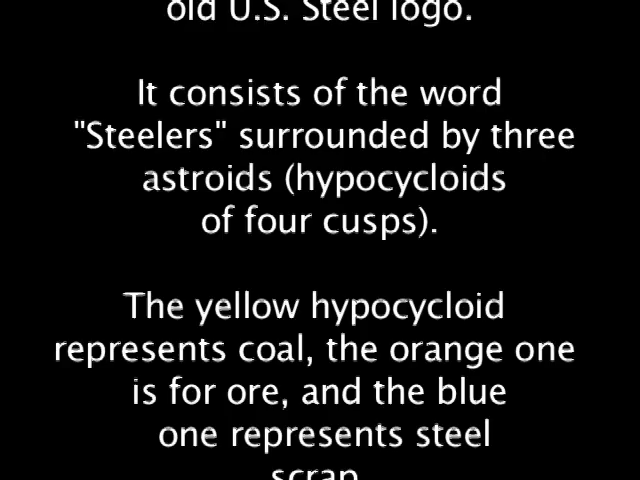 old U.S. Steel logo.
It consists of the word
"Steelers" surrounded by three
astroids (hypocycloids
of four cusps).
The yellow hypocycloid
represents coal, the orange one
is for ore, and the blue
one represents steel
scrap.